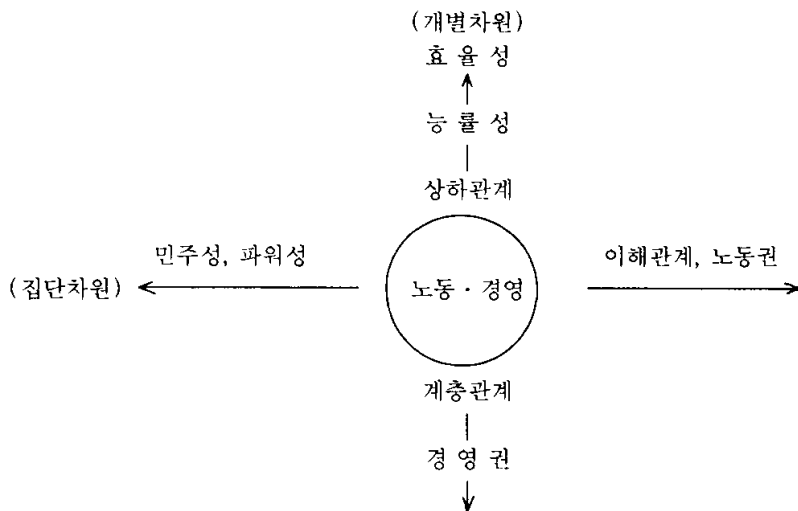 (개별차원)
효 율 성
능 률 성
상하관계
민주성, 파워성
이해관계, 노동권
(집단차원)
노동 · 경영
계층관계
경 영 권